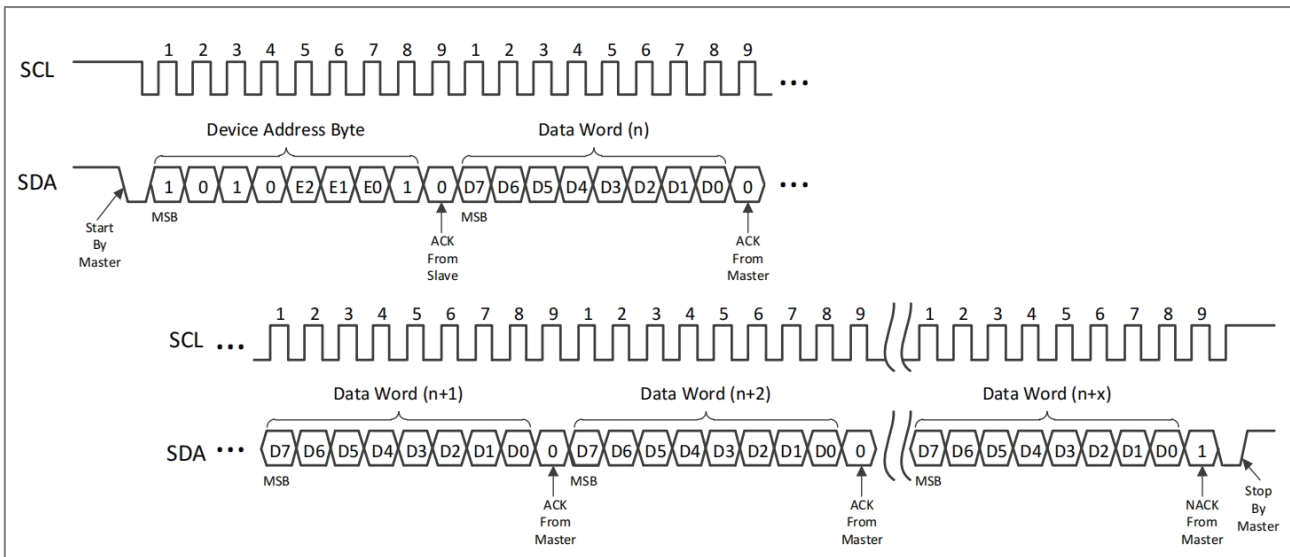 1 2 3 4 5 6 7 8 9 1 2 3 4 5 6 7 8 9
SCL ...
Device Address Byte Data Word (n)
SDA 1 0 1 0 E2 E1 E0 1 0 D7 D6 D5 D4 D3 D2 D1 D0 0 ...
MSB MSB
Start By Master
ACK From Slave
ACK From Master
1 2 3 4 5 6 7 8 9 1 2 3 4 5 6 7 8 9 1 2 3 4 5 6 7 8 9
SCL ...
Data Word (n+1) Data Word (n+2) Data Word (n+x)
SDA ... D7 D6 D5 D4 D3 D2 D1 D0 0 D7 D6 D5 D4 D3 D2 D1 D0 0 D7 D6 D5 D4 D3 D2 D1 D0 1
MSB MSB MSB
ACK From Master
ACK From Master
NACK From Master
Stop By Master